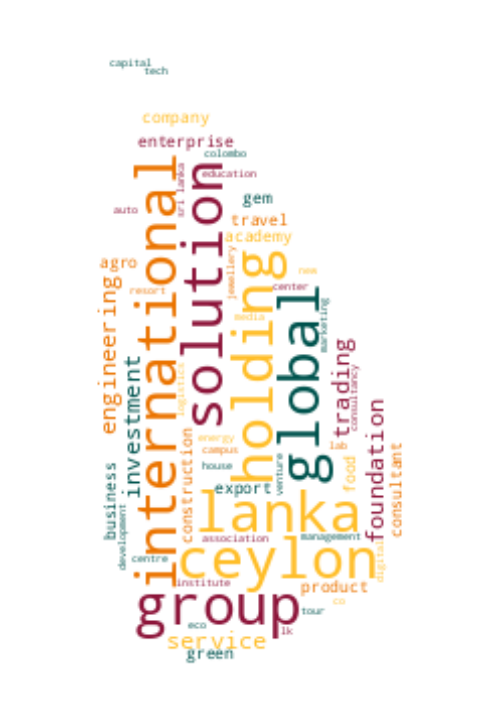 capital
tech
company
enterprise
colombo
sri lanka
education
international
solution
gem
auto
travel
academy
agro
holding
jewellery
new
resort
center
engineering
global
marketing
media
trading
investment
logistics
consultancy
foundation
construction
energy
lab
campus
consultant
business
house
venture
food
export
lanka
development
association
management
digital
ceylon
centre
institute
product
group
co
tour
eco
lk
service
green